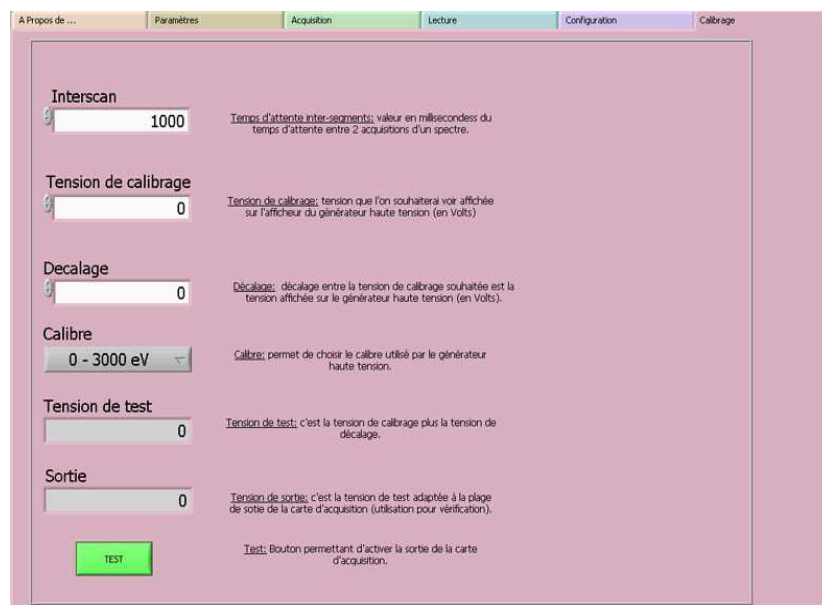 A Propos de ... Paramètres Acquisition Lecture Configuration Calibrage
Interscan
1000
Temps d'attente inter-segments: valeur en millisecondess du
temps d'attente entre 2 acquisitions d'un spectre.
Tension de calibrage
0
Tension de calibrage: tension que l'on souhaiterai voir affichée
sur l'afficheur du générateur haute tension (en Volts)
Decalage
0
Décalage: décalage entre la tension de calibrage souhaitée est la
tension affichée sur le générateur haute tension (en Volts).
Calibre
0 - 3000 eV
Calibre: permet de choisir le calibre utilisé par le générateur
haute tension.
Tension de test
0
Tension de test: c'est la tension de calibrage plus la tension de
décalage.
Sortie
0
Tension de sortie: c'est la tension de test adaptée à la plage
de sotie de la carte d'acquisition (utilisation pour vérification).
TEST
Test: Bouton permettant d'activer la sortie de la carte
d'acquisition.